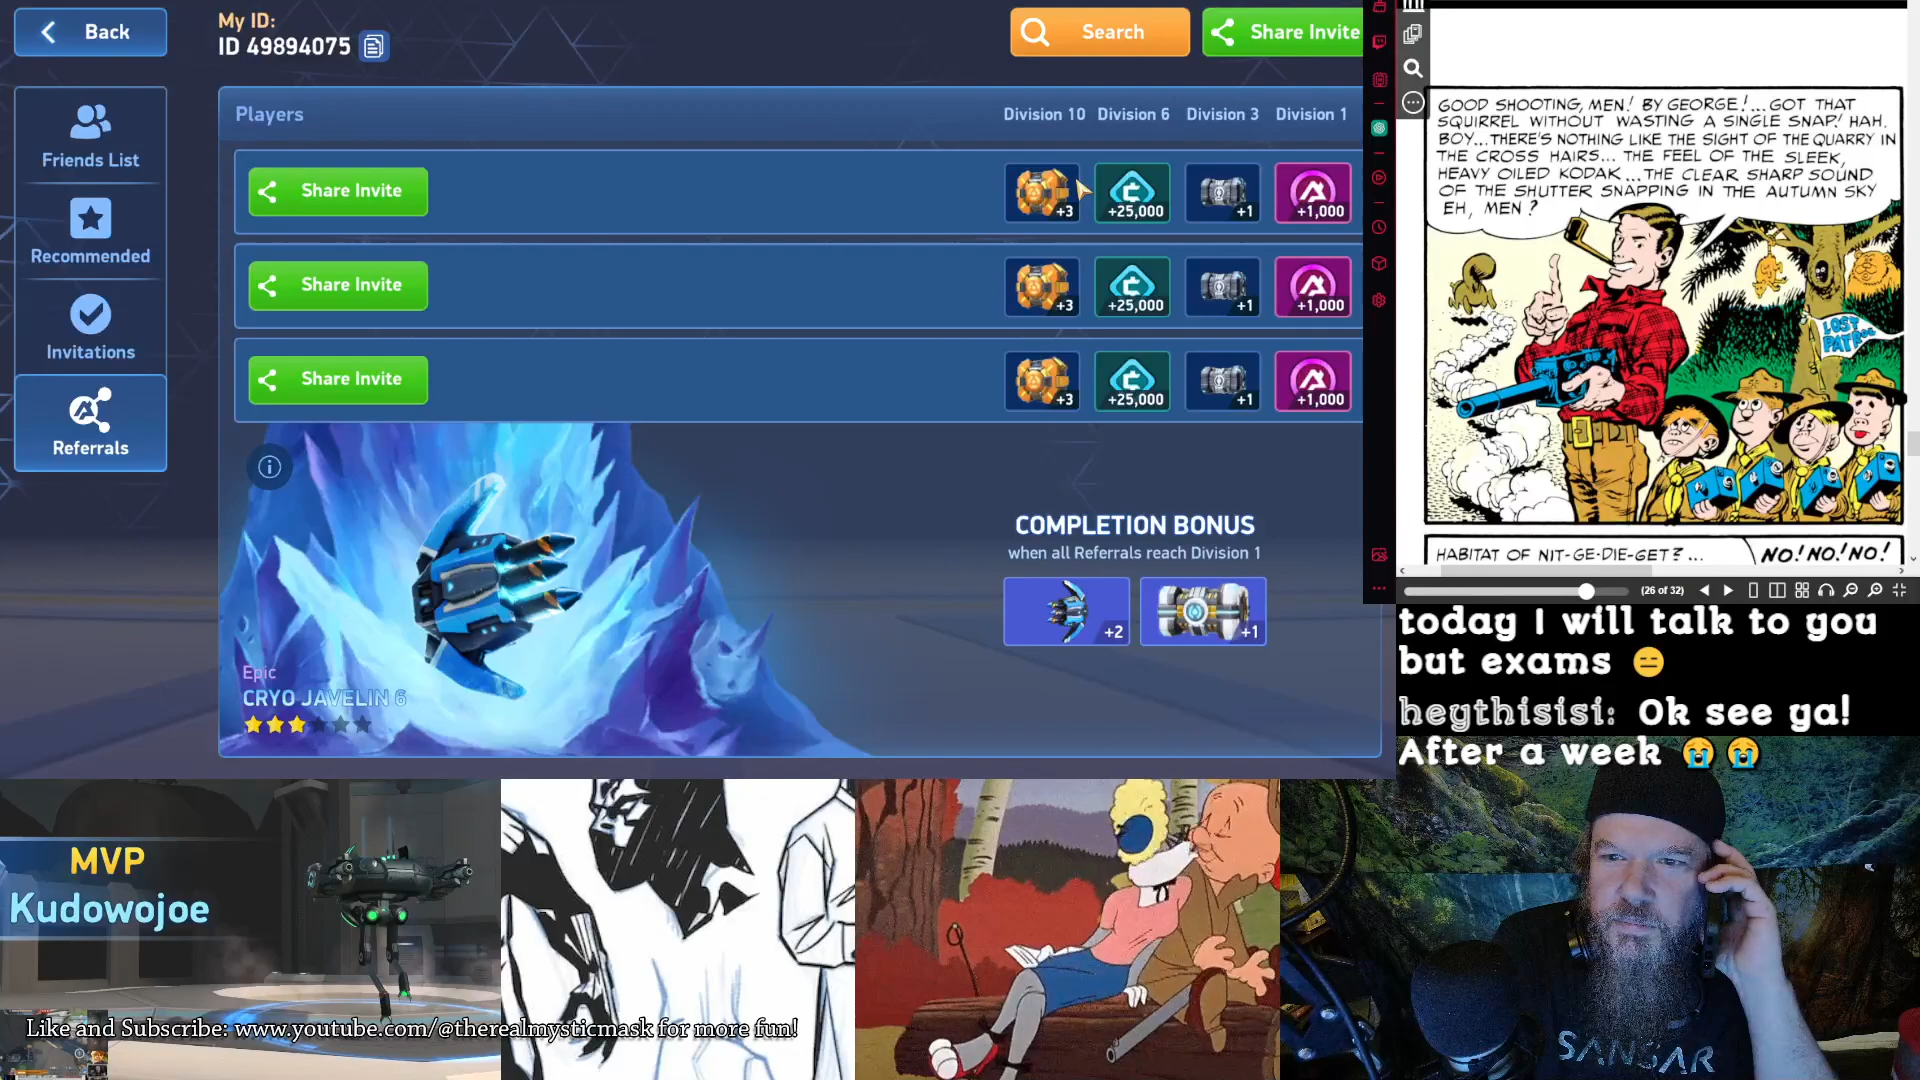 Back
My ID:
ID 49894075
Search
Share Invite
Friends List
Recommended
Invitations
Referrals
Players
Division 10 Division 6 Division 3 Division 1
Share Invite
+3 +25,000 +1 +1,000
Share Invite
+3 +25,000 +1 +1,000
Share Invite
+3 +25,000 +1 +1,000
COMPLETION BONUS
when all Referrals reach Division 1
+2 +1
Epic
CRYO JAVELIN 6
GOOD SHOOTING, MEN! BY GEORGE!...GOT THAT
SQUIRREL WITHOUT WASTING A SINGLE SNAP! HAH,
BOY...THERE'S NOTHING LIKE THE SIGHT OF THE QUARRY IN
THE CROSS HAIRS... THE FEEL OF THE SLEEK,
HEAVY OILED KODAK...THE CLEAR SHARP SOUND
OF THE SHUTTER SNAPPING IN THE AUTUMN SKY
EH, MEN?
LOST
PATROL
HABITAT OF NIT-GE-DIE-GET?...
NO! NO! NO!
(26 of 32)
today I will talk to you
but exams 😑
heythisisi: Ok see ya!
After a week 😭 😭
MVP
Kudowojoe
Like and Subscribe: www.youtube.com/@therealmysticmask for more fun!
SANSAR